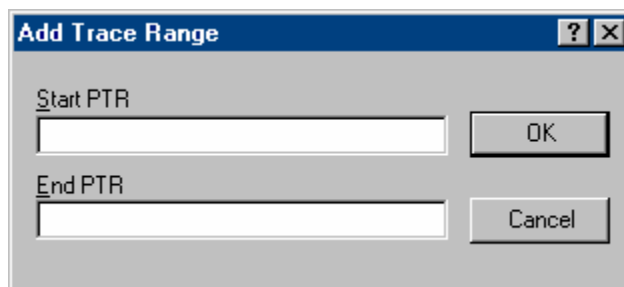 Add Trace Range
?
Start PTR
OK
End PTR
Cancel